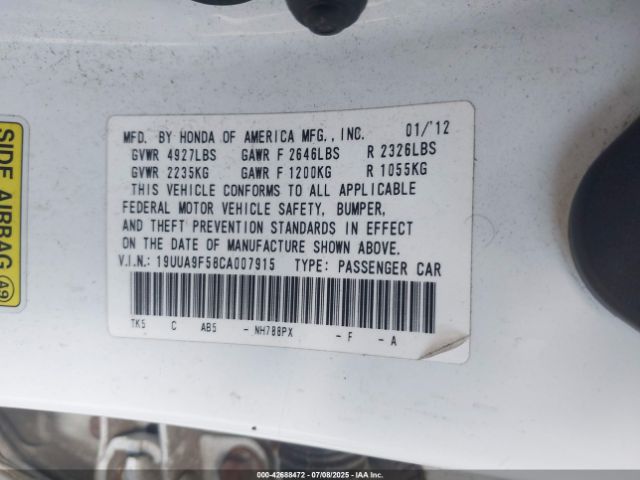 MFD. BY HONDA OF AMERICA MFG., INC. 01/'12
GVWR 4927LBS GAWR F 2646LBS R 2326LBS
GVWR 2235KG GAWR F 1200KG R 1055KG
THIS VEHICLE CONFORMS TO ALL APPLICABLE
FEDERAL MOTOR VEHICLE SAFETY, BUMPER,
AND THEFT PREVENTION STANDARDS IN EFFECT
ON THE DATE OF MANUFACTURE SHOWN ABOVE.
V.I.N.: 19UUA9F58CA007915 TYPE: PASSENGER CAR
TK5 C AB5 - NH788PX - F - A
SIDE AIRBAG A9
000-42688472 - 07/08/2025 - IAA Inc.